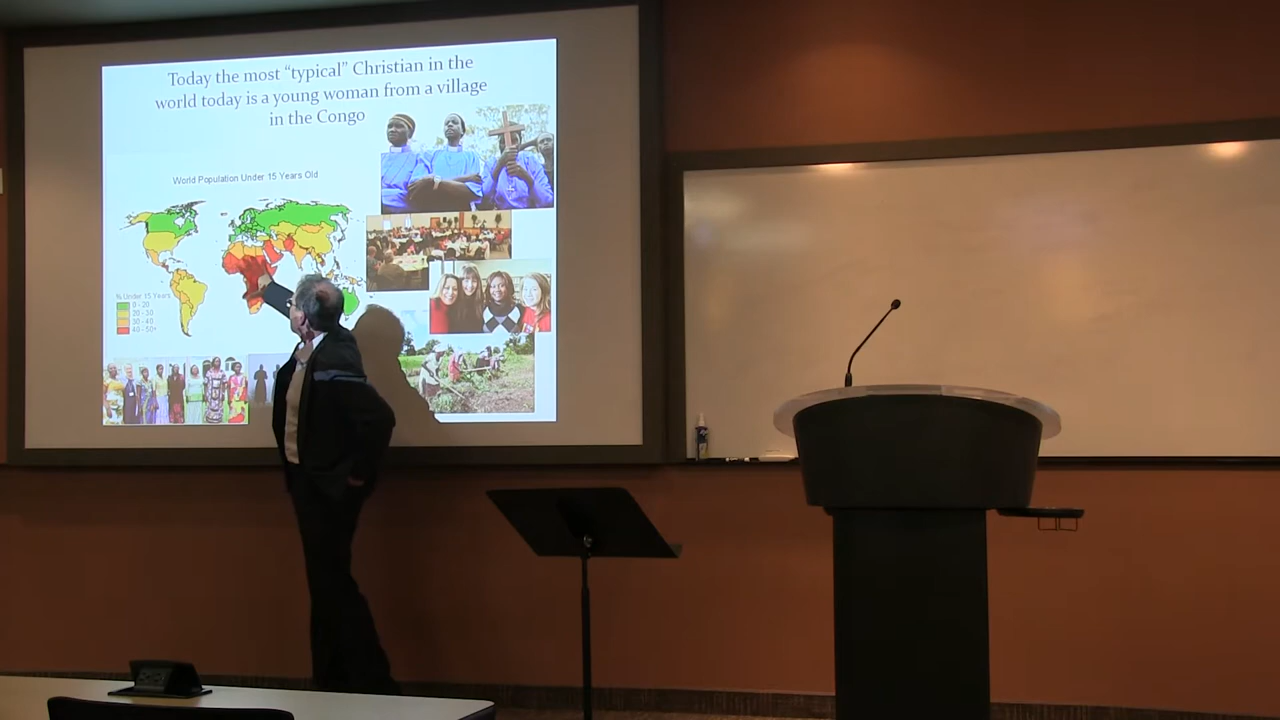 Today the most “typical” Christian in the
world today is a young woman from a village
in the Congo
World Population Under 15 Years Old
% Under 15 Years
0 - 20
20 - 30
30 - 40
40 - 50+